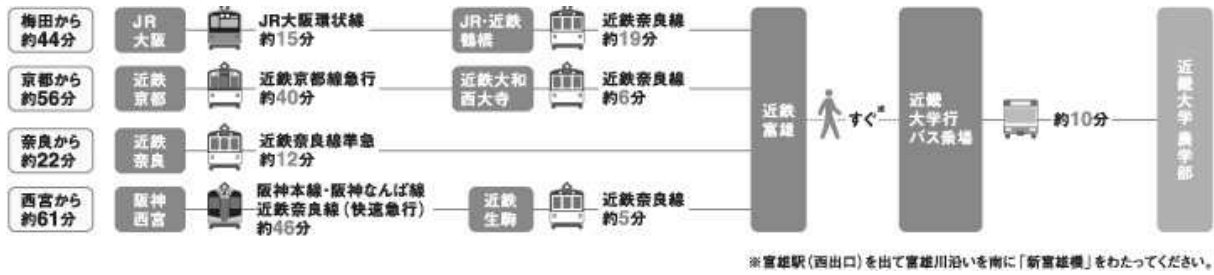 梅田から
約44分
JR
大阪
JR大阪環状線
約15分
JR・近鉄
鶴橋
近鉄奈良線
約19分
京都から
約56分
近鉄
京都
近鉄京都線急行
約40分
近鉄大和
西大寺
近鉄奈良線
約6分
奈良から
約22分
近鉄
奈良
近鉄奈良線準急
約12分
西宮から
約61分
阪神
西宮
阪神本線・阪神なんば線
近鉄奈良線(快速急行)
約46分
近鉄
生駒
近鉄奈良線
約5分
近鉄
富雄
すぐ※
近畿
大学行
バス乗場
約10分
近畿大学 農学部
※富雄駅(西出口)を出て富雄川沿いを南に「新富雄橋」をわたってください。